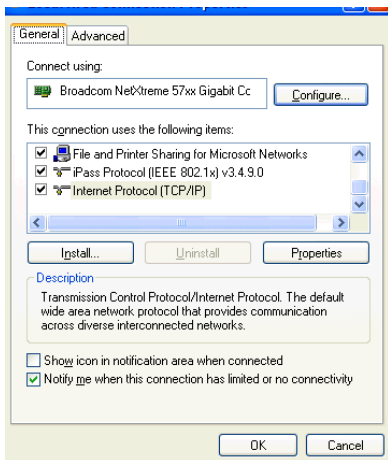 Local Area Connection Properties
General
Advanced
Connect using:
Broadcom NetXtreme 57xx Gigabit Cc
Configure...
This connection uses the following items:
File and Printer Sharing for Microsoft Networks
iPass Protocol (IEEE 802.1x) v3.4.9.0
Internet Protocol (TCP/IP)
Install...
Uninstall
Properties
Description
Transmission Control Protocol/Internet Protocol. The default
wide area network protocol that provides communication
across diverse interconnected networks.
Show icon in notification area when connected
Notify me when this connection has limited or no connectivity
OK
Cancel